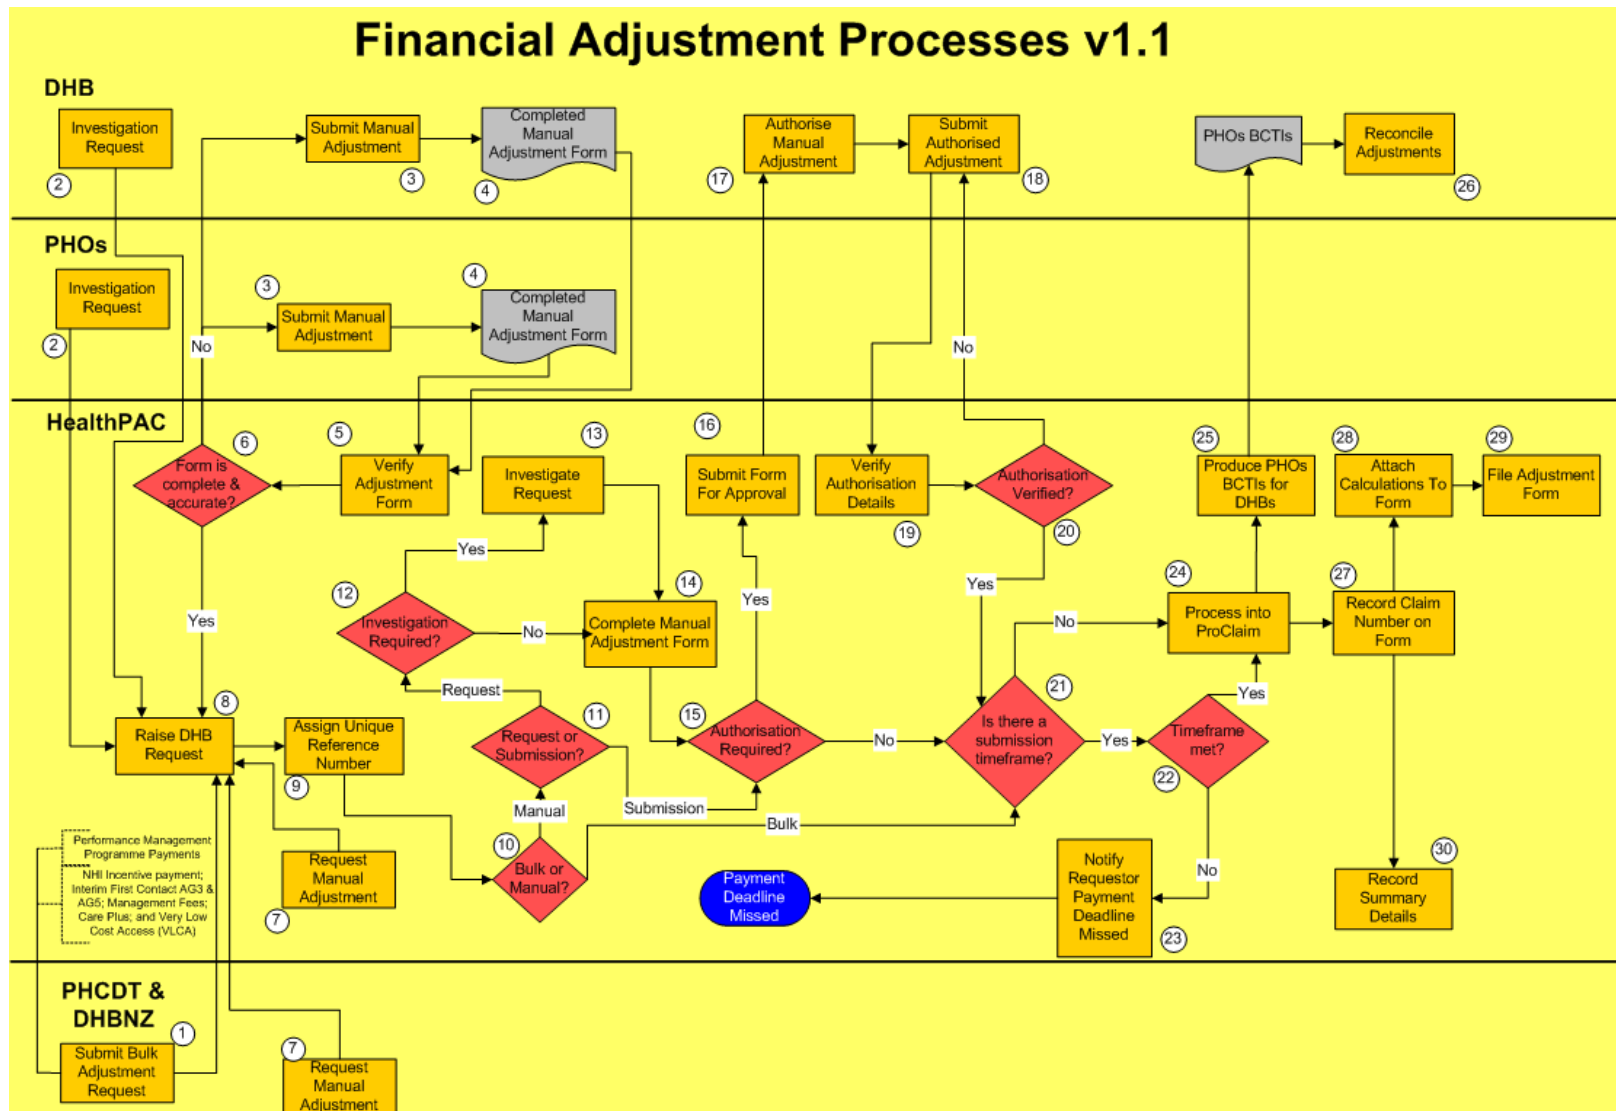 Financial Adjustment Processes v1.1
DHB
Investigation
Request
2
Submit Manual
Adjustment
3
Completed
Manual
Adjustment Form
4
Authorise
Manual
Adjustment
17
Submit
Authorised
Adjustment
18
PHOs BCTIs
Reconcile
Adjustments
26
PHOs
Investigation
Request
2
No
3
Submit Manual
Adjustment
4
Completed
Manual
Adjustment Form
No
HealthPAC
6
Form is
complete &
accurate?
5
Verify
Adjustment
Form
13
Investigate
Request
16
Submit Form
For Approval
Verify
Authorisation
Details
19
Authorisation
Verified?
20
25
Produce PHOs
BCTIs for
DHBs
28
Attach
Calculations To
Form
29
File Adjustment
Form
Yes
Yes
12
Investigation
Required?
No
14
Complete Manual
Adjustment Form
Yes
Yes
No
24
Process into
ProClaim
27
Record Claim
Number on
Form
8
Raise DHB
Request
Assign Unique
Reference
Number
9
Request
11
Request or
Submission?
15
Authorisation
Required?
No
21
Is there a
submission
timeframe?
Yes
Yes
Timeframe
met?
22
Manual
Submission
Bulk
10
Bulk or
Manual?
Performance Management
Programme Payments
NHI Incentive payment;
Interim First Contact AG3 &
AG5; Management Fees;
Care Plus; and Very Low
Cost Access (VLCA)
Request
Manual
Adjustment
7
Payment
Deadline
Missed
Notify
Requestor
Payment
Deadline
Missed
23
No
30
Record
Summary
Details
PHCDT &
DHBNZ
1
Submit Bulk
Adjustment
Request
7
Request
Manual
Adjustment